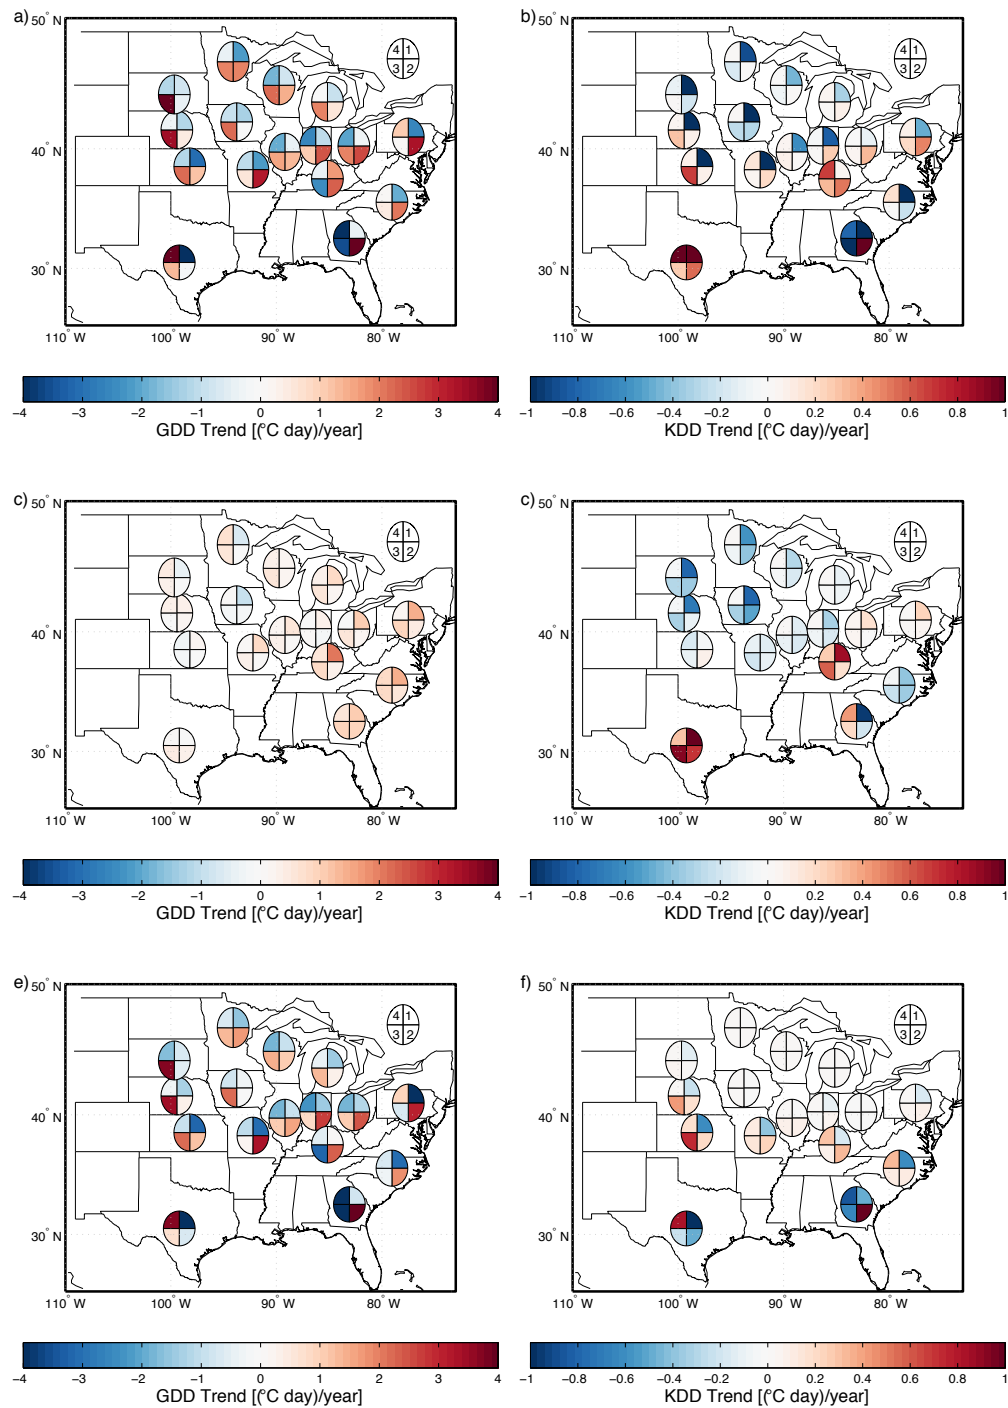 a)
50° N
40° N
30° N
110° W
100° W
90° W
80° W
4 1
3 2
−4 −3 −2 −1 0 1 2 3 4
GDD Trend [(°C day)/year]
b)
50° N
40° N
30° N
110° W
100° W
90° W
80° W
4 1
3 2
−1 −0.8 −0.6 −0.4 −0.2 0 0.2 0.4 0.6 0.8 1
KDD Trend [(°C day)/year]
c)
50° N
40° N
30° N
110° W
100° W
90° W
80° W
4 1
3 2
−4 −3 −2 −1 0 1 2 3 4
GDD Trend [(°C day)/year]
c)
50° N
40° N
30° N
110° W
100° W
90° W
80° W
4 1
3 2
−1 −0.8 −0.6 −0.4 −0.2 0 0.2 0.4 0.6 0.8 1
KDD Trend [(°C day)/year]
e)
50° N
40° N
30° N
110° W
100° W
90° W
80° W
4 1
3 2
−4 −3 −2 −1 0 1 2 3 4
GDD Trend [(°C day)/year]
f)
50° N
40° N
30° N
110° W
100° W
90° W
80° W
4 1
3 2
−1 −0.8 −0.6 −0.4 −0.2 0 0.2 0.4 0.6 0.8 1
KDD Trend [(°C day)/year]